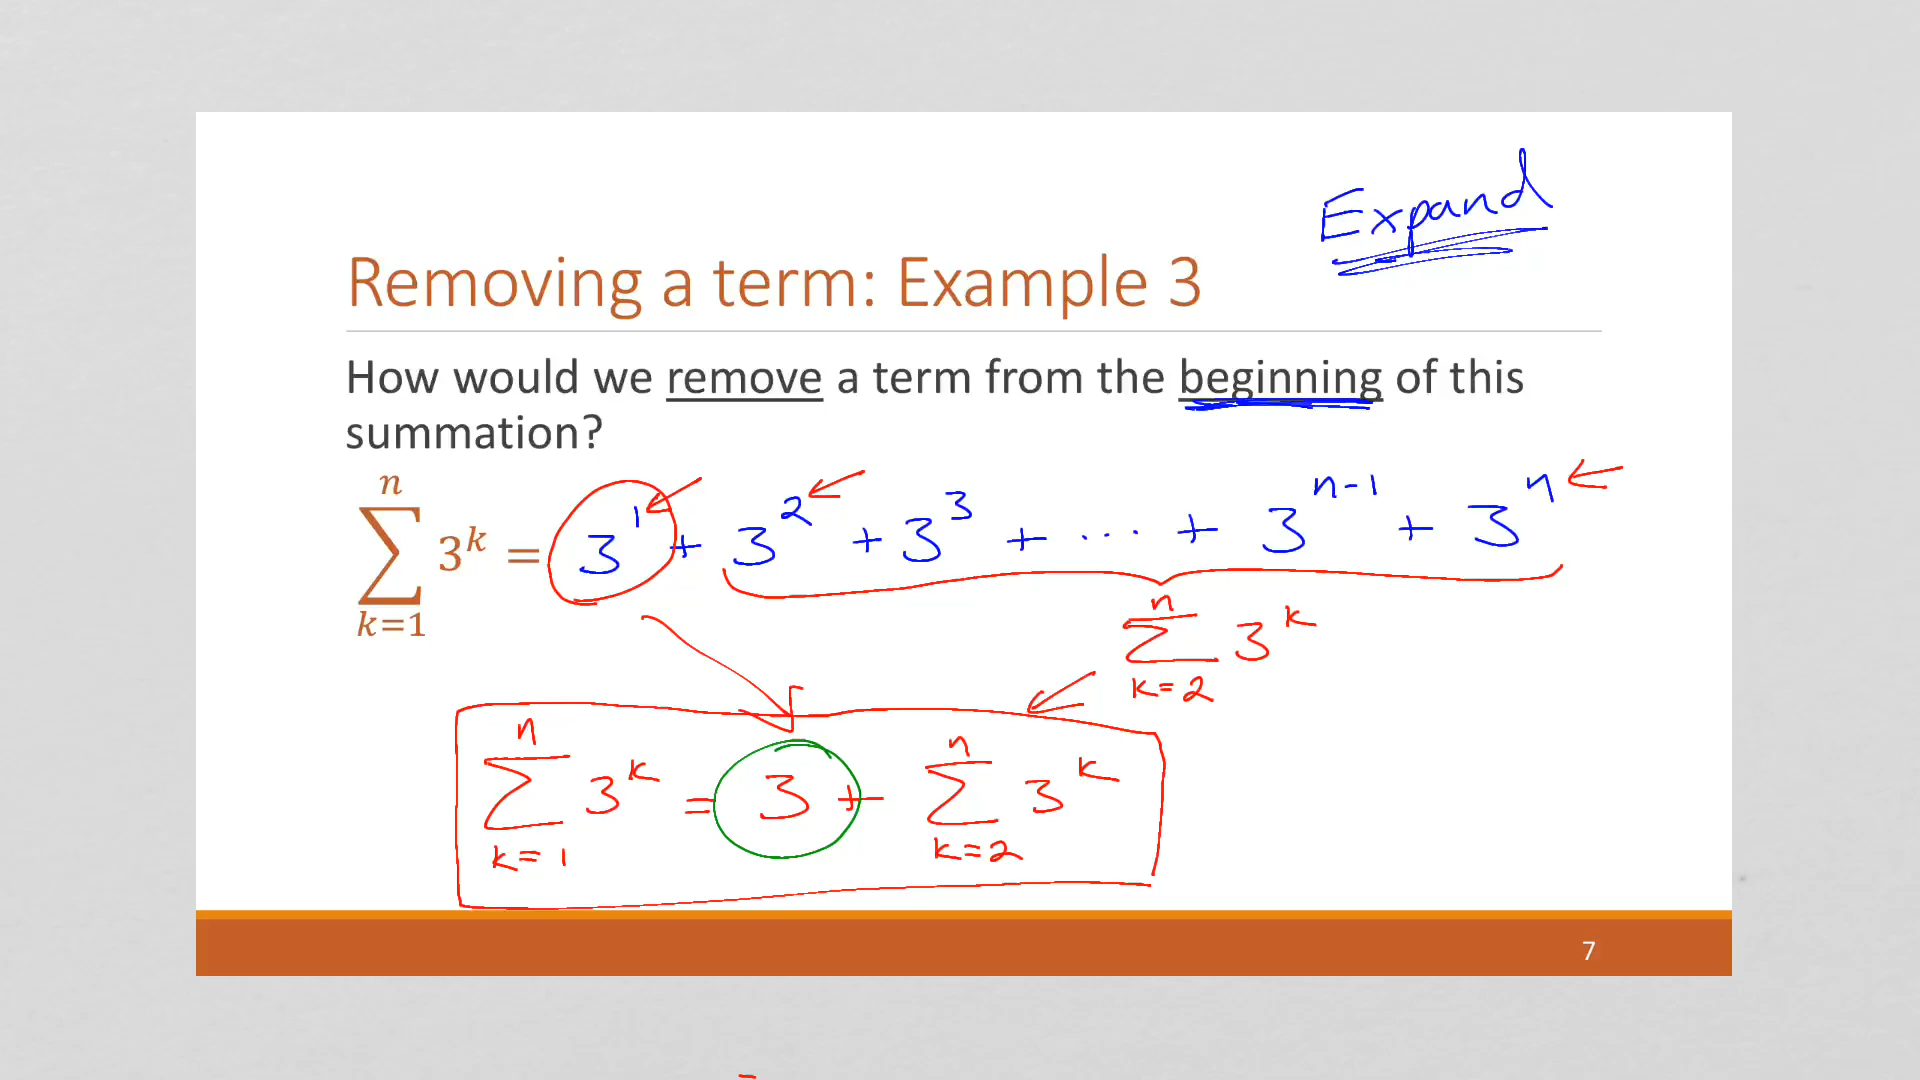 Expand
Removing a term: Example 3
How would we remove a term from the beginning of this
summation?
n
∑ 3^k = 3^1 + 3^2 + 3^3 + ... + 3^(n-1) + 3^n
k=1
n
∑ 3^k
k=2
n n
∑ 3^k = 3 + ∑ 3^k
k=1 k=2
7